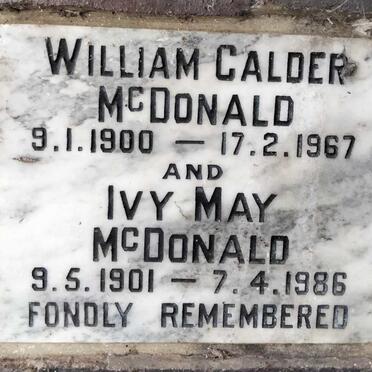 WILLIAM CALDER
MCDONALD
9.1.1900 — 17.2.1967
AND
IVY MAY
MCDONALD
9.5.1901 — 7.4.1986
FONDLY REMEMBERED